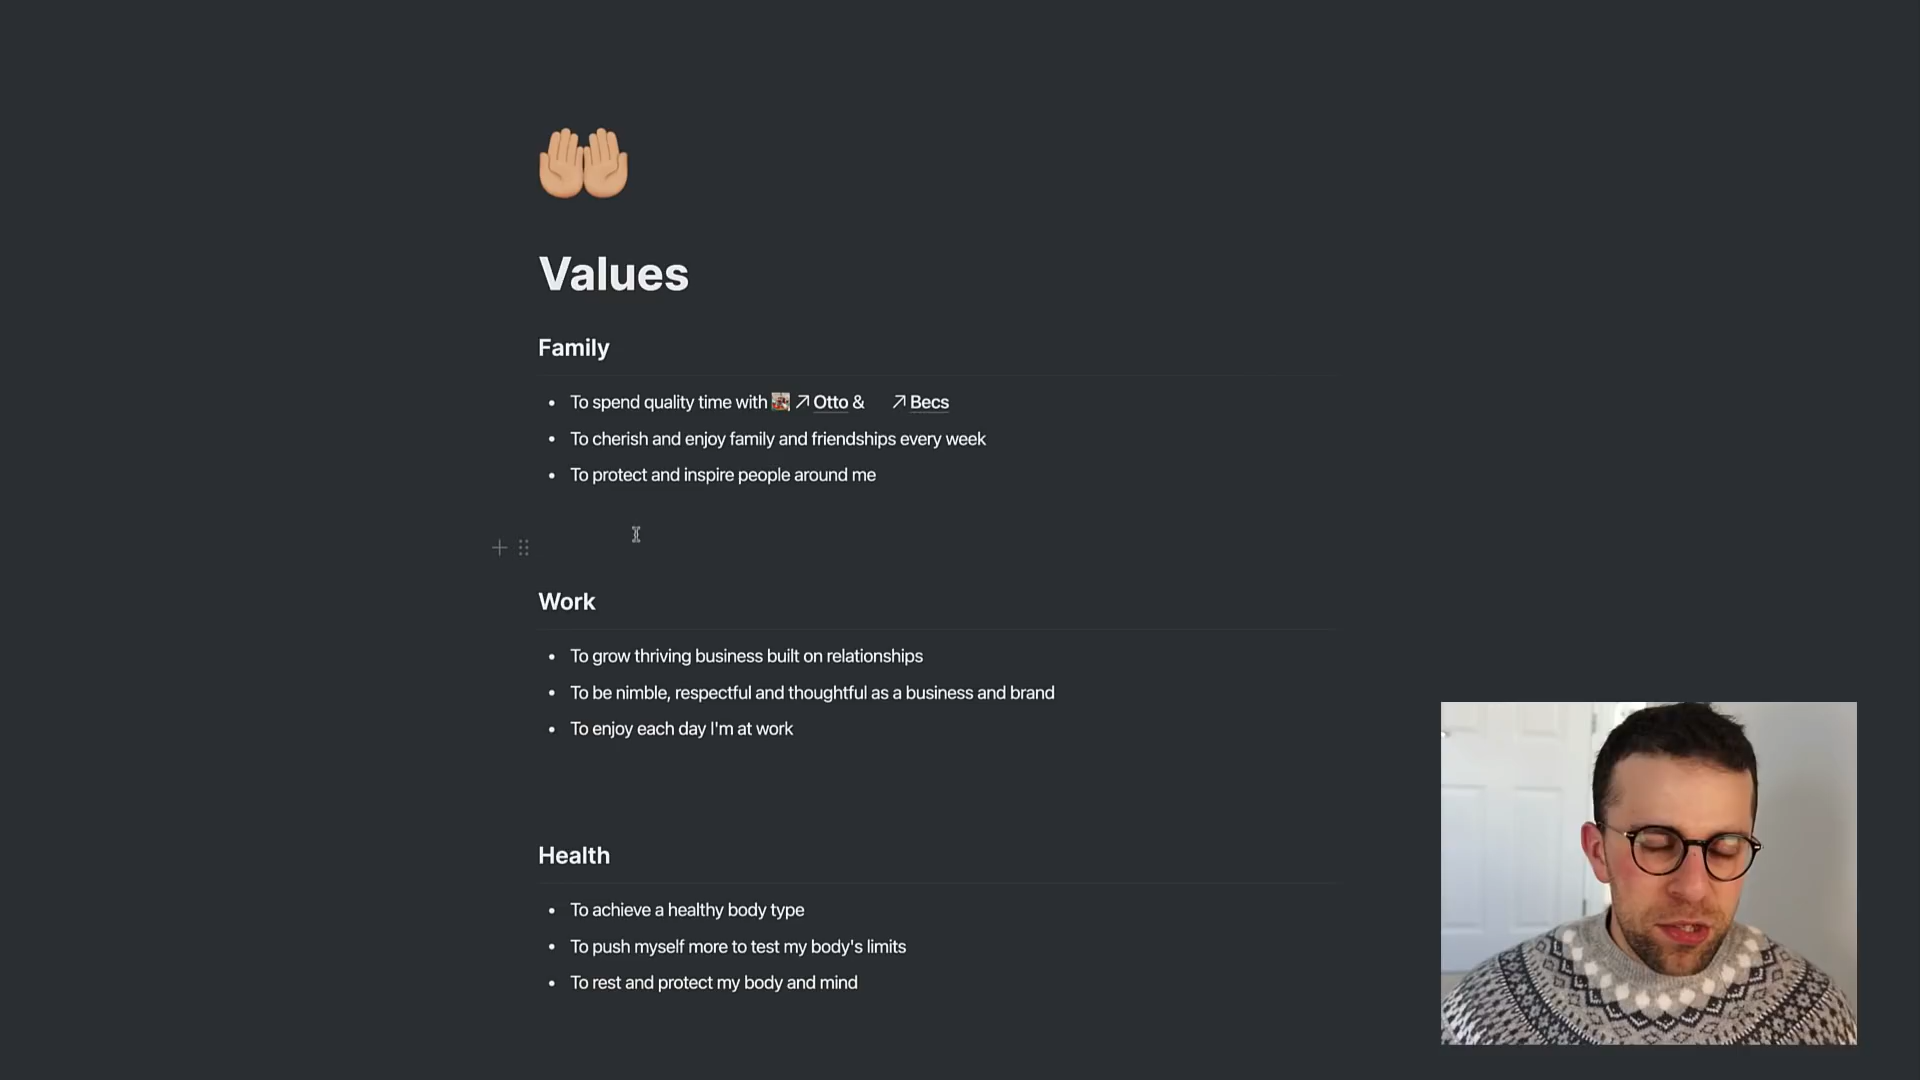 Values
Family
• To spend quality time with ↗Otto & ↗Becs
• To cherish and enjoy family and friendships every week
• To protect and inspire people around me
Work
• To grow thriving business built on relationships
• To be nimble, respectful and thoughtful as a business and brand
• To enjoy each day I'm at work
Health
• To achieve a healthy body type
• To push myself more to test my body's limits
• To rest and protect my body and mind